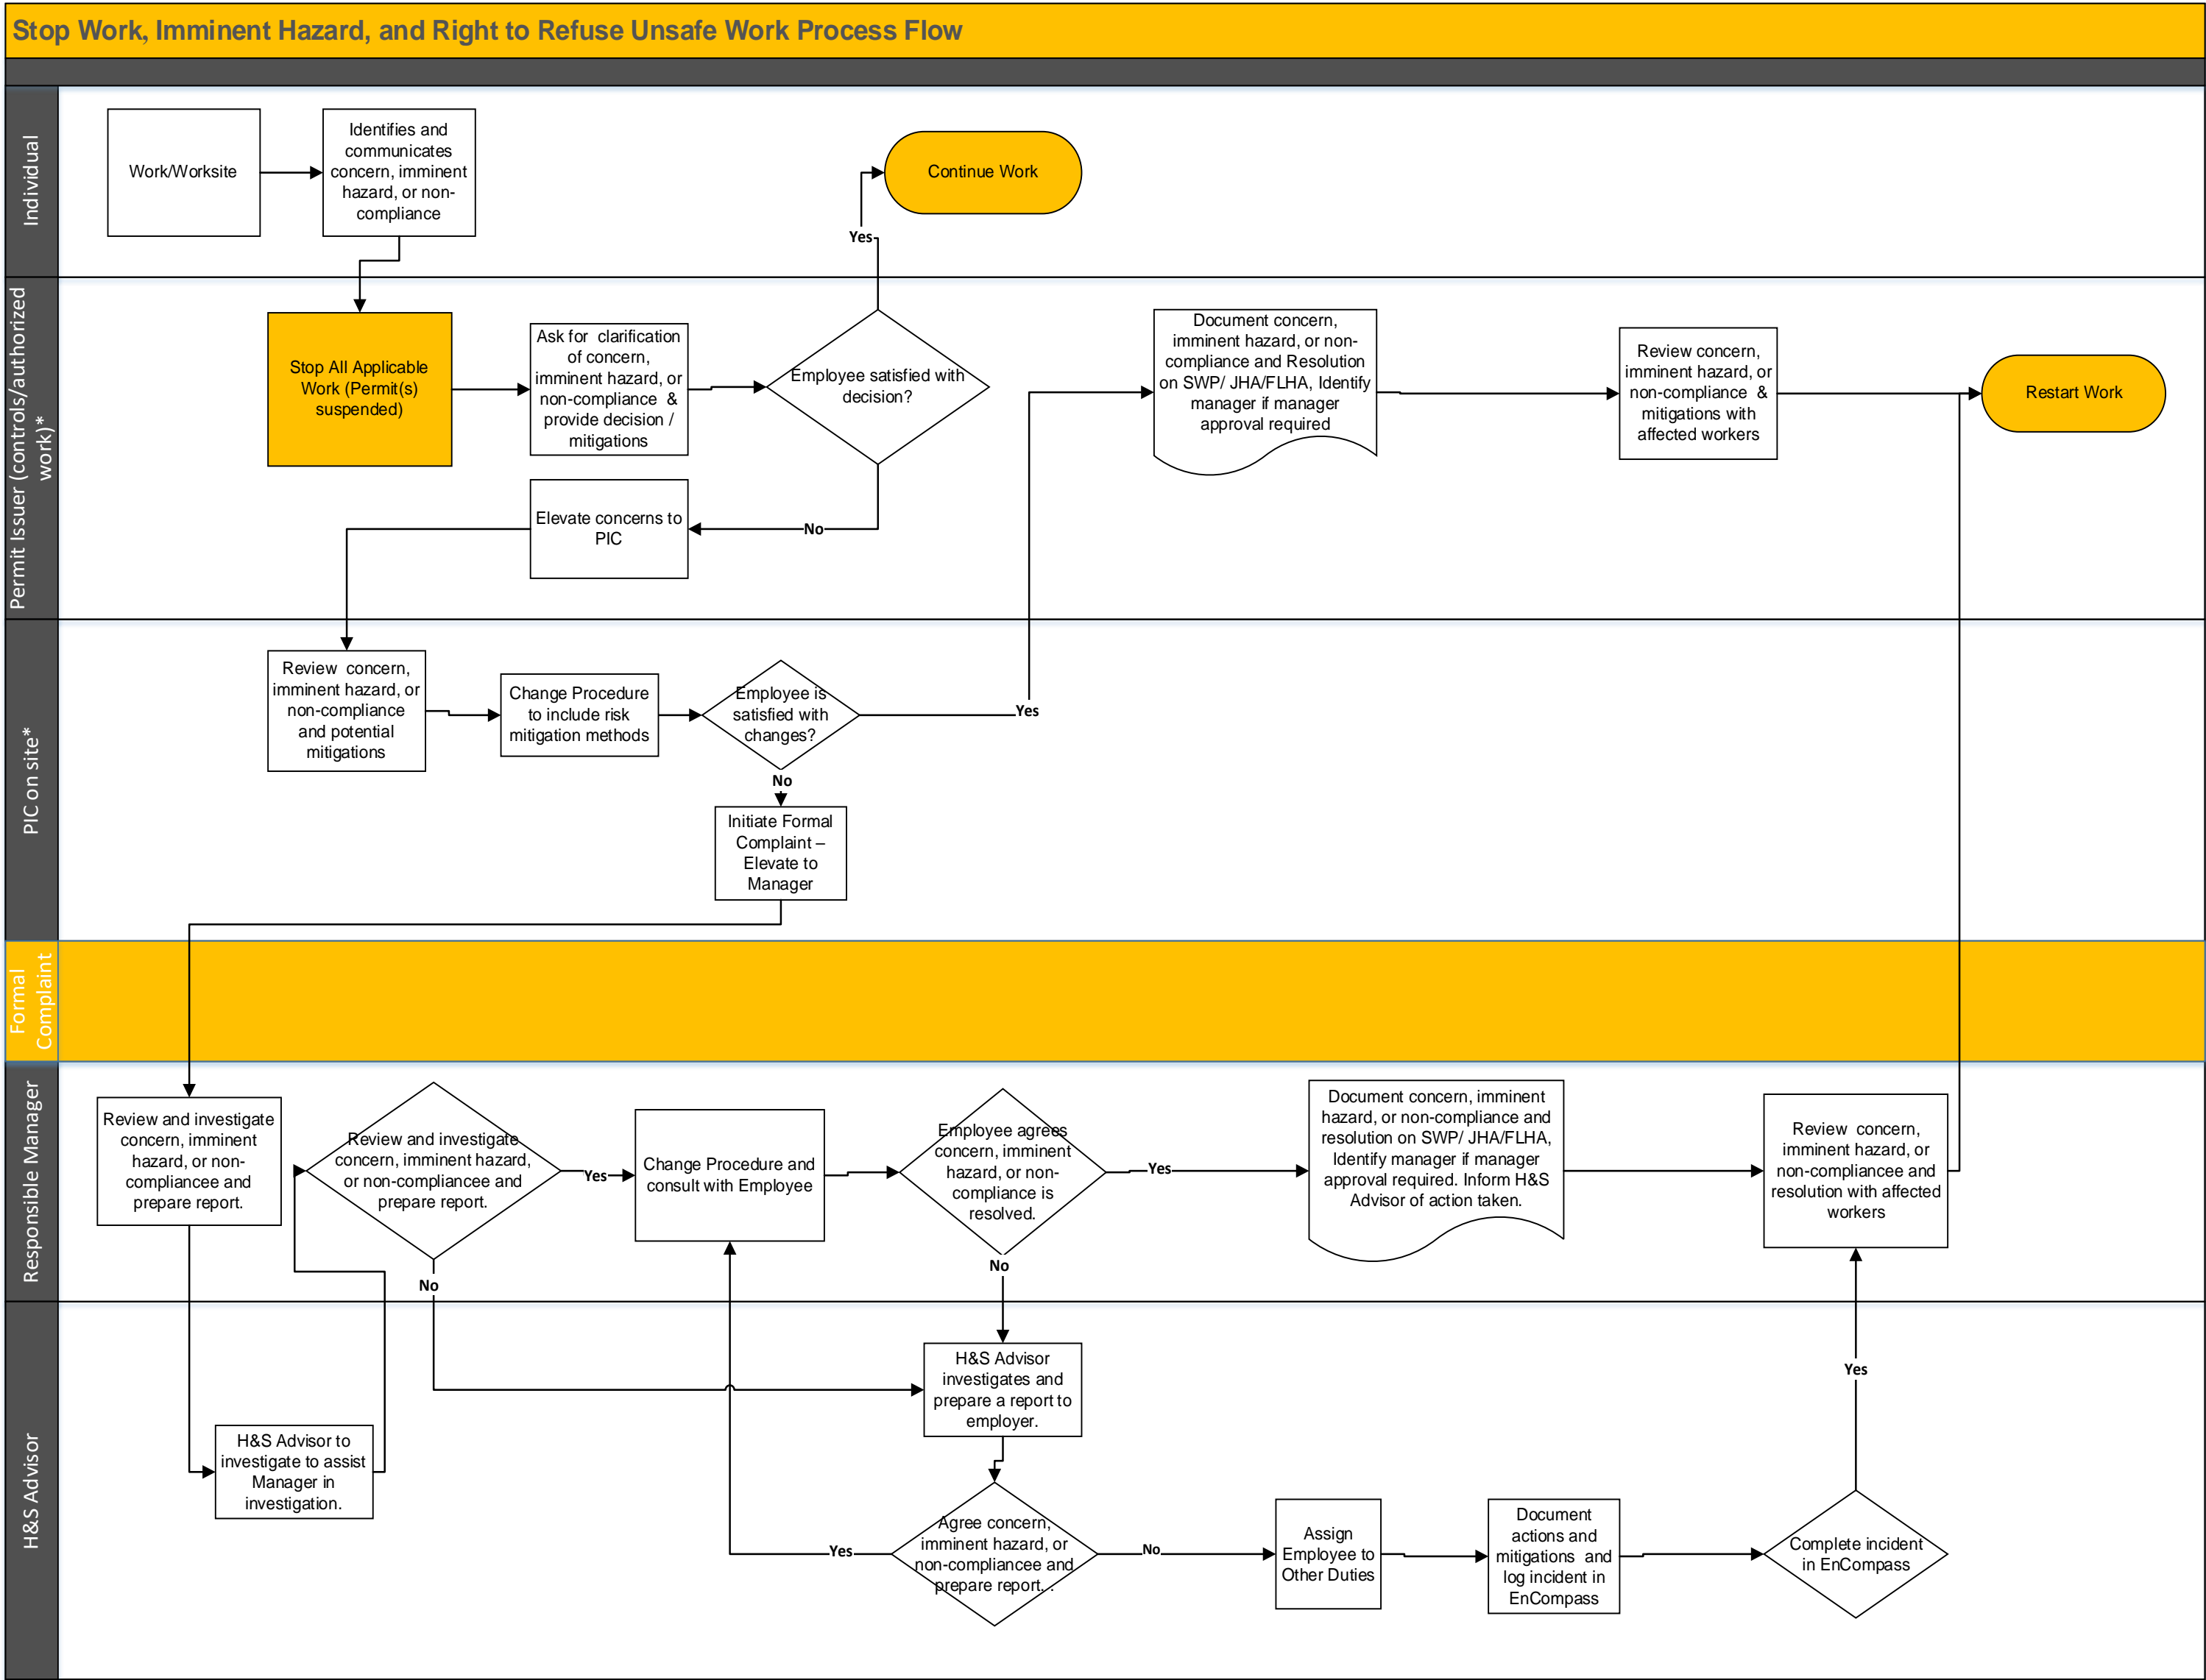 Stop Work, Imminent Hazard, and Right to Refuse Unsafe Work Process Flow
Individual
Work/Worksite
Identifies and
communicates
concern, imminent
hazard, or non-
compliance
Continue Work
Yes
Permit Issuer (controls/authorized
work)*
Stop All Applicable
Work (Permit(s)
suspended)
Ask for clarification
of concern,
imminent hazard, or
non-compliance &
provide decision /
mitigations
Employee satisfied with
decision?
No
Elevate concerns to
PIC
Document concern,
imminent hazard, or non-
compliance and Resolution
on SWP/ JHA/FLHA, Identify
manager if manager
approval required
Review concern,
imminent hazard, or
non-compliance &
mitigations with
affected workers
Restart Work
PIC on site*
Review concern,
imminent hazard, or
non-compliance
and potential
mitigations
Change Procedure
to include risk
mitigation methods
Employee is
satisfied with
changes?
Yes
No
Initiate Formal
Complaint –
Elevate to
Manager
Formal
Complaint
Responsible Manager
Review and investigate
concern, imminent
hazard, or non-
compliancee and
prepare report.
Review and investigate
concern, imminent hazard,
or non-compliancee and
prepare report.
Yes
No
Change Procedure and
consult with Employee
Employee agrees
concern, imminent
hazard, or non-
compliance is
resolved.
Yes
No
Document concern, imminent
hazard, or non-compliance and
resolution on SWP/ JHA/FLHA,
Identify manager if manager
approval required. Inform H&S
Advisor of action taken.
Review concern,
imminent hazard, or
non-compliancee and
resolution with affected
workers
H&S Advisor
H&S Advisor to
investigate to assist
Manager in
investigation.
H&S Advisor
investigates and
prepare a report to
employer.
Agree concern,
imminent hazard, or
non-compliancee and
prepare report..
Yes
No
Assign
Employee to
Other Duties
Document
actions and
mitigations and
log incident in
EnCompass
Complete incident
in EnCompass
Yes